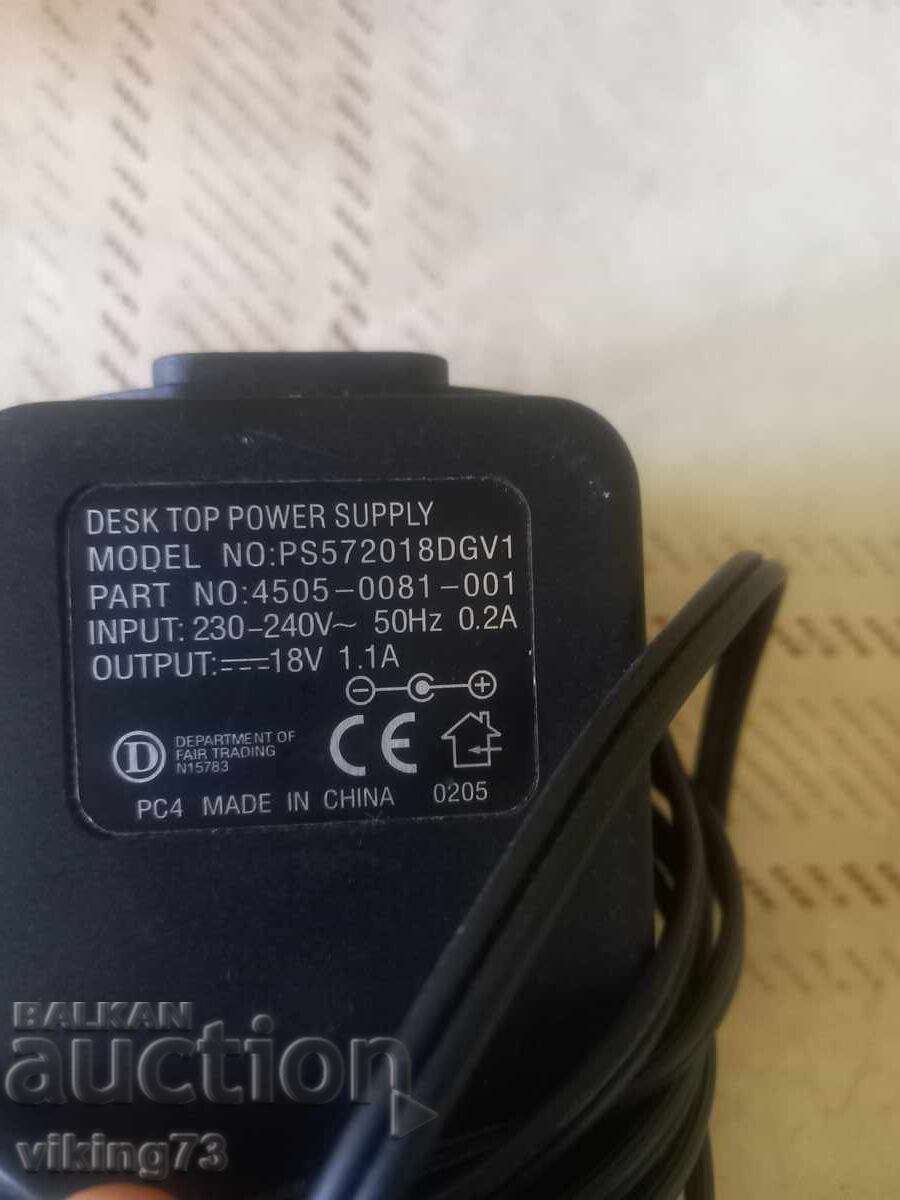 DESK TOP POWER SUPPLY
MODEL NO:PS572018DGV1
PART NO:4505-0081-001
INPUT: 230-240V~ 50Hz 0.2A
OUTPUT:⎓18V 1.1A
D
DEPARTMENT OF
FAIR TRADING
N15783
CE
PC4 MADE IN CHINA 0205
BALKAN
auction
viking73